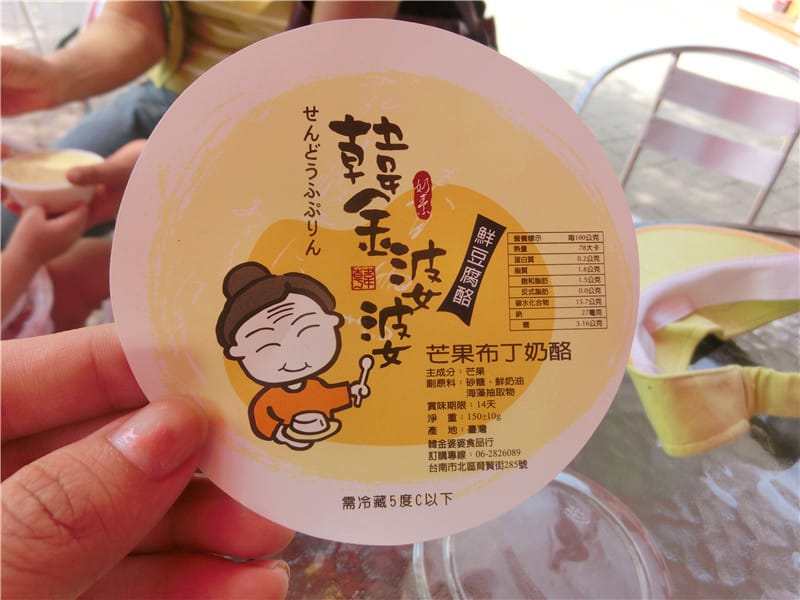 せんどうふぷりん
韓金婆婆
奶素
鮮豆腐酪
營養標示 每100公克
熱量 78大卡
蛋白質 0.2公克
脂質 1.6公克
飽和脂肪 1.5公克
反式脂肪 0.0公克
碳水化合物 15.7公克
鈉 27毫克
糖 3.16公克
芒果布丁奶酪
主成分：芒果
副原料：砂糖、鮮奶油
海藻抽取物
賞味期限：14天
淨 重：150±10g
產 地：臺灣
韓金婆婆食品行
訂購專線：06-2826089
台南市北區育賢街285號
需冷藏5度C以下